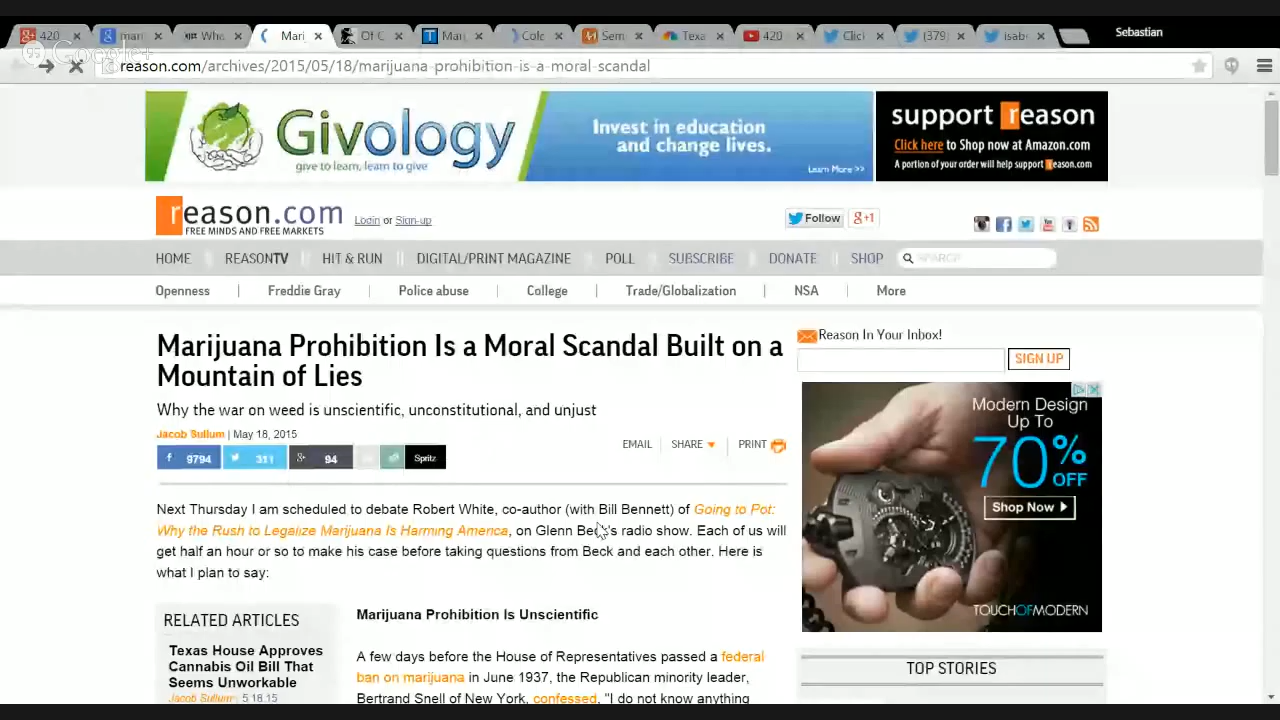 420
mari
Whe
Mari
Of C
Man
Cole
Sem
Texa
420
Clicl
(379)
isab
Sebastian
Google+
reason.com/archives/2015/05/18/marijuana-prohibition-is-a-moral-scandal
Givology
give to learn, learn to give
Invest in education
and change lives.
Learn More >>
support reason
Click here to Shop now at Amazon.com
A portion of your order will help support Reason.com
reason.com
FREE MINDS AND FREE MARKETS
Login or Sign-up
Follow
+1
HOME REASONTV HIT & RUN DIGITAL/PRINT MAGAZINE POLL SUBSCRIBE DONATE SHOP SEARCH
Openness | Freddie Gray | Police abuse | College | Trade/Globalization | NSA | More
Marijuana Prohibition Is a Moral Scandal Built on a
Mountain of Lies
Why the war on weed is unscientific, unconstitutional, and unjust
Jacob Sullum | May 18, 2015
9794 311 94 Spritz
EMAIL SHARE PRINT
Next Thursday I am scheduled to debate Robert White, co-author (with Bill Bennett) of Going to Pot:
Why the Rush to Legalize Marijuana Is Harming America, on Glenn Beck's radio show. Each of us will
get half an hour or so to make his case before taking questions from Beck and each other. Here is
what I plan to say:
RELATED ARTICLES
Texas House Approves
Cannabis Oil Bill That
Seems Unworkable
Jacob Sullum | 5.18.15
Marijuana Prohibition Is Unscientific
A few days before the House of Representatives passed a federal
ban on marijuana in June 1937, the Republican minority leader,
Bertrand Snell of New York, confessed, "I do not know anything
Reason In Your Inbox!
SIGN UP
Modern Design
Up To
70%
OFF
Shop Now
TOUCHOFMODERN
TOP STORIES